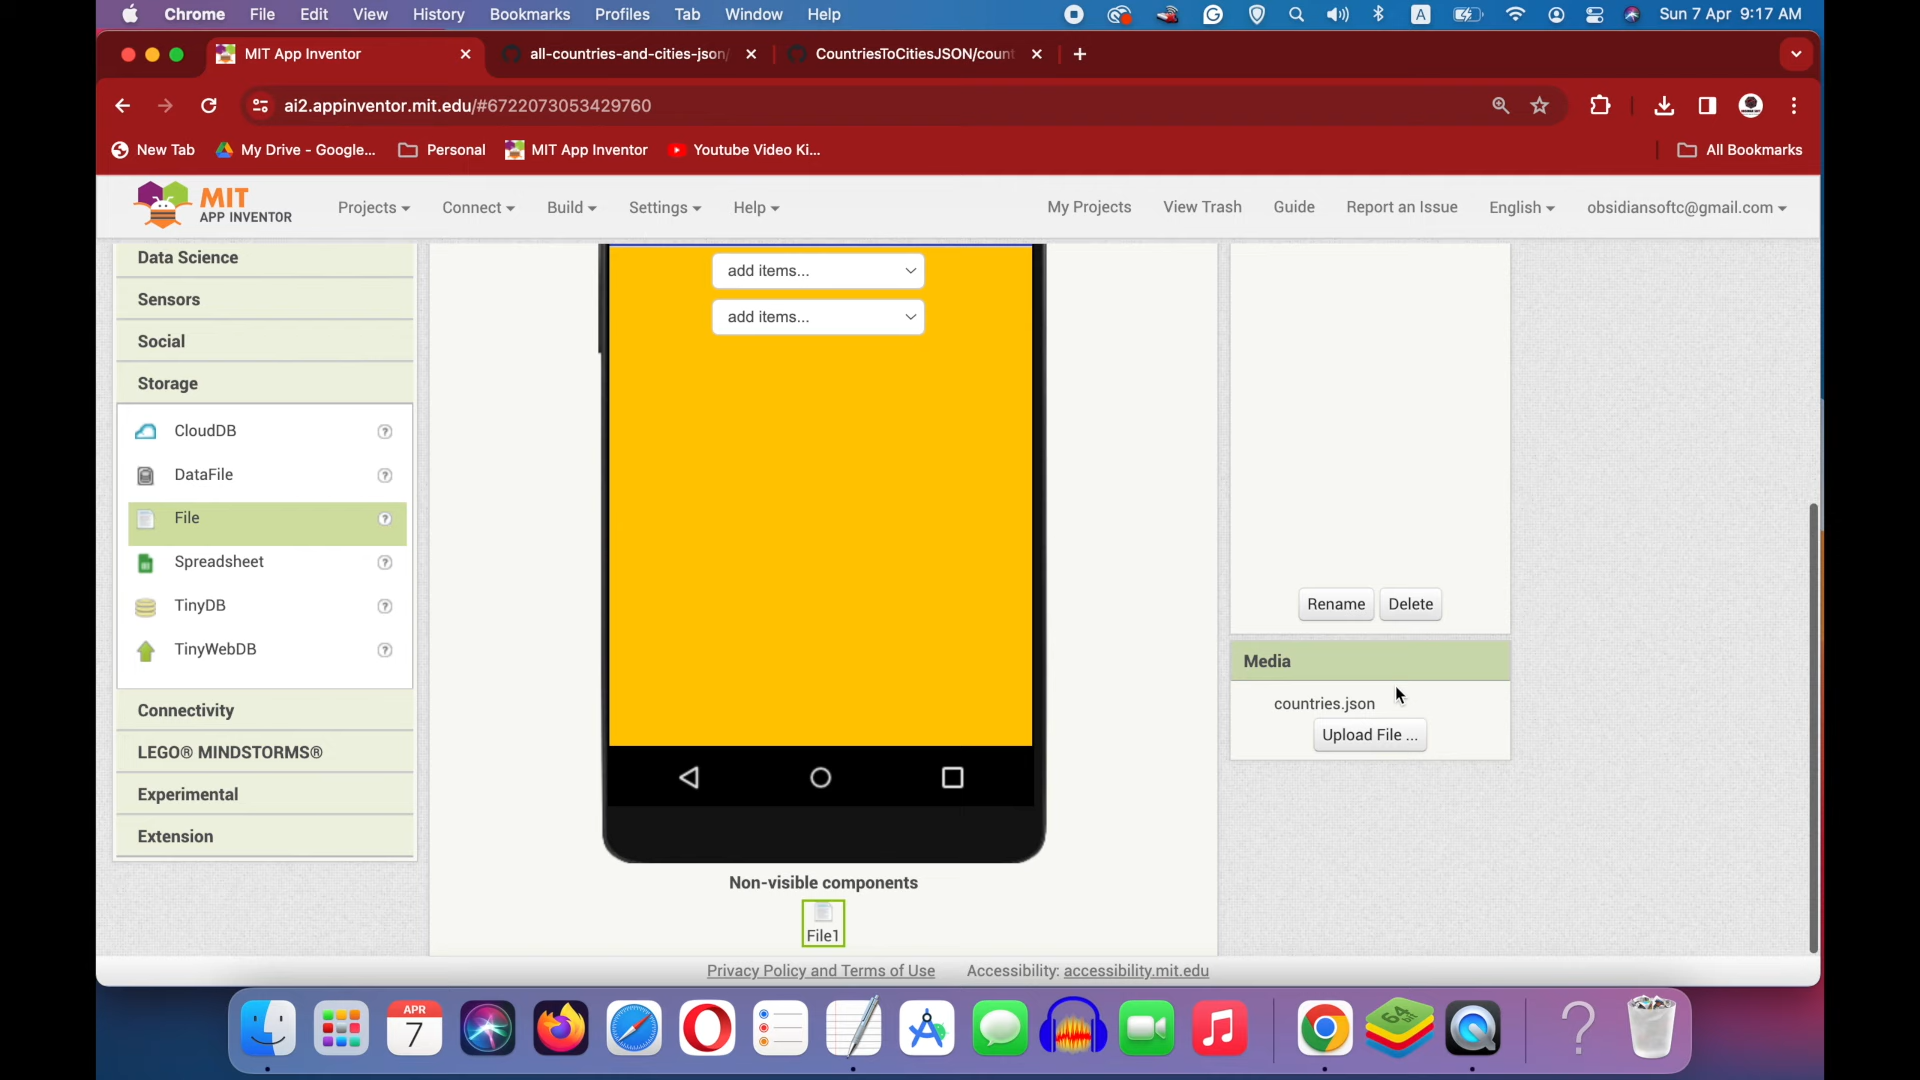 Chrome File Edit View History Bookmarks Profiles Tab Window Help A Sun 7 Apr 9:17 AM
MIT App Inventor all-countries-and-cities-json/ CountriesToCitiesJSON/count
ai2.appinventor.mit.edu/#6722073053429760
New Tab My Drive - Google... Personal MIT App Inventor Youtube Video Ki... All Bookmarks
MIT
APP INVENTOR
Projects Connect Build Settings Help My Projects View Trash Guide Report an Issue English obsidiansoftc@gmail.com
Data Science
Sensors
Social
Storage
CloudDB ?
DataFile ?
File ?
Spreadsheet ?
TinyDB ?
TinyWebDB ?
Connectivity
LEGO® MINDSTORMS®
Experimental
Extension
add items...
add items...
Non-visible components
File1
Rename Delete
Media
countries.json
Upload File ...
Privacy Policy and Terms of Use Accessibility: accessibility.mit.edu
APR
7
64
bit
?